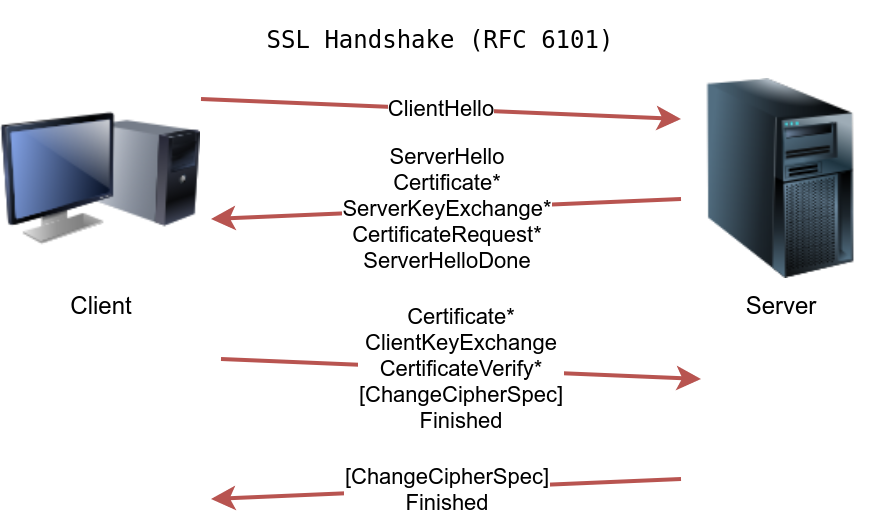 SSL Handshake (RFC 6101)
ClientHello
ServerHello
Certificate*
ServerKeyExchange*
CertificateRequest*
ServerHelloDone
Client
Server
Certificate*
ClientKeyExchange
CertificateVerify*
[ChangeCipherSpec]
Finished
[ChangeCipherSpec]
Finished